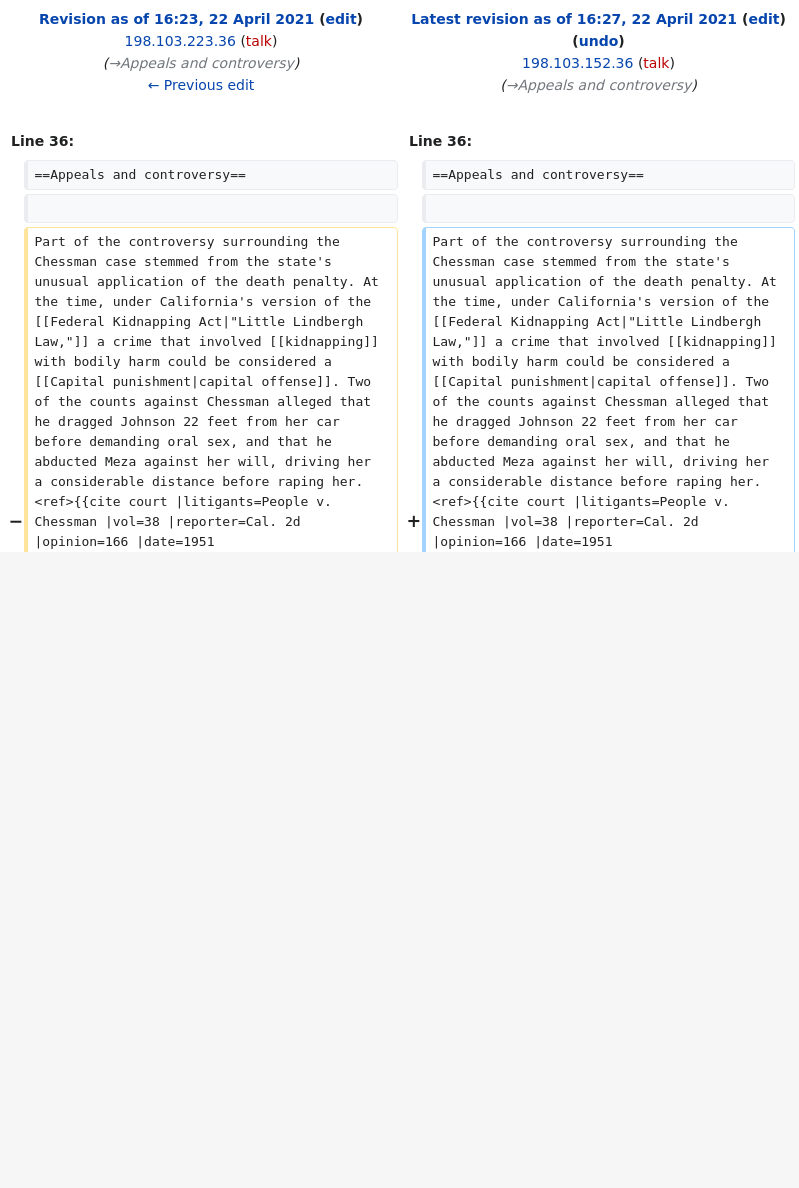 Revision as of 16:23, 22 April 2021 (edit)
198.103.223.36 (talk)
(→Appeals and controversy)
← Previous edit
Latest revision as of 16:27, 22 April 2021 (edit)
(undo)
198.103.152.36 (talk)
(→Appeals and controversy)
Line 36:
==Appeals and controversy==
Part of the controversy surrounding the
Chessman case stemmed from the state's
unusual application of the death penalty. At
the time, under California's version of the
[[Federal Kidnapping Act|"Little Lindbergh
Law,"]] a crime that involved [[kidnapping]]
with bodily harm could be considered a
[[Capital punishment|capital offense]]. Two
of the counts against Chessman alleged that
he dragged Johnson 22 feet from her car
before demanding oral sex, and that he
abducted Meza against her will, driving her
a considerable distance before raping her.
<ref>{{cite court |litigants=People v.
− Chessman |vol=38 |reporter=Cal. 2d
|opinion=166 |date=1951
Line 36:
==Appeals and controversy==
Part of the controversy surrounding the
Chessman case stemmed from the state's
unusual application of the death penalty. At
the time, under California's version of the
[[Federal Kidnapping Act|"Little Lindbergh
Law,"]] a crime that involved [[kidnapping]]
with bodily harm could be considered a
[[Capital punishment|capital offense]]. Two
of the counts against Chessman alleged that
he dragged Johnson 22 feet from her car
before demanding oral sex, and that he
abducted Meza against her will, driving her
a considerable distance before raping her.
<ref>{{cite court |litigants=People v.
+ Chessman |vol=38 |reporter=Cal. 2d
|opinion=166 |date=1951